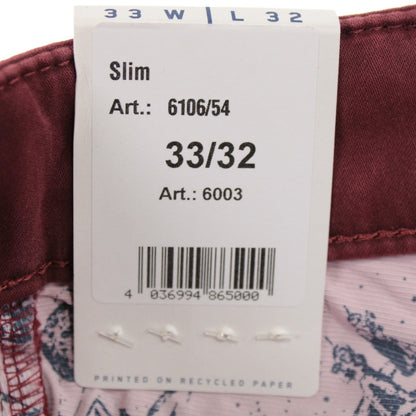 33 W | L 32
Slim
Art.: 6106/54
33/32
Art.: 6003
4 036994 865000
PRINTED ON RECYCLED PAPER